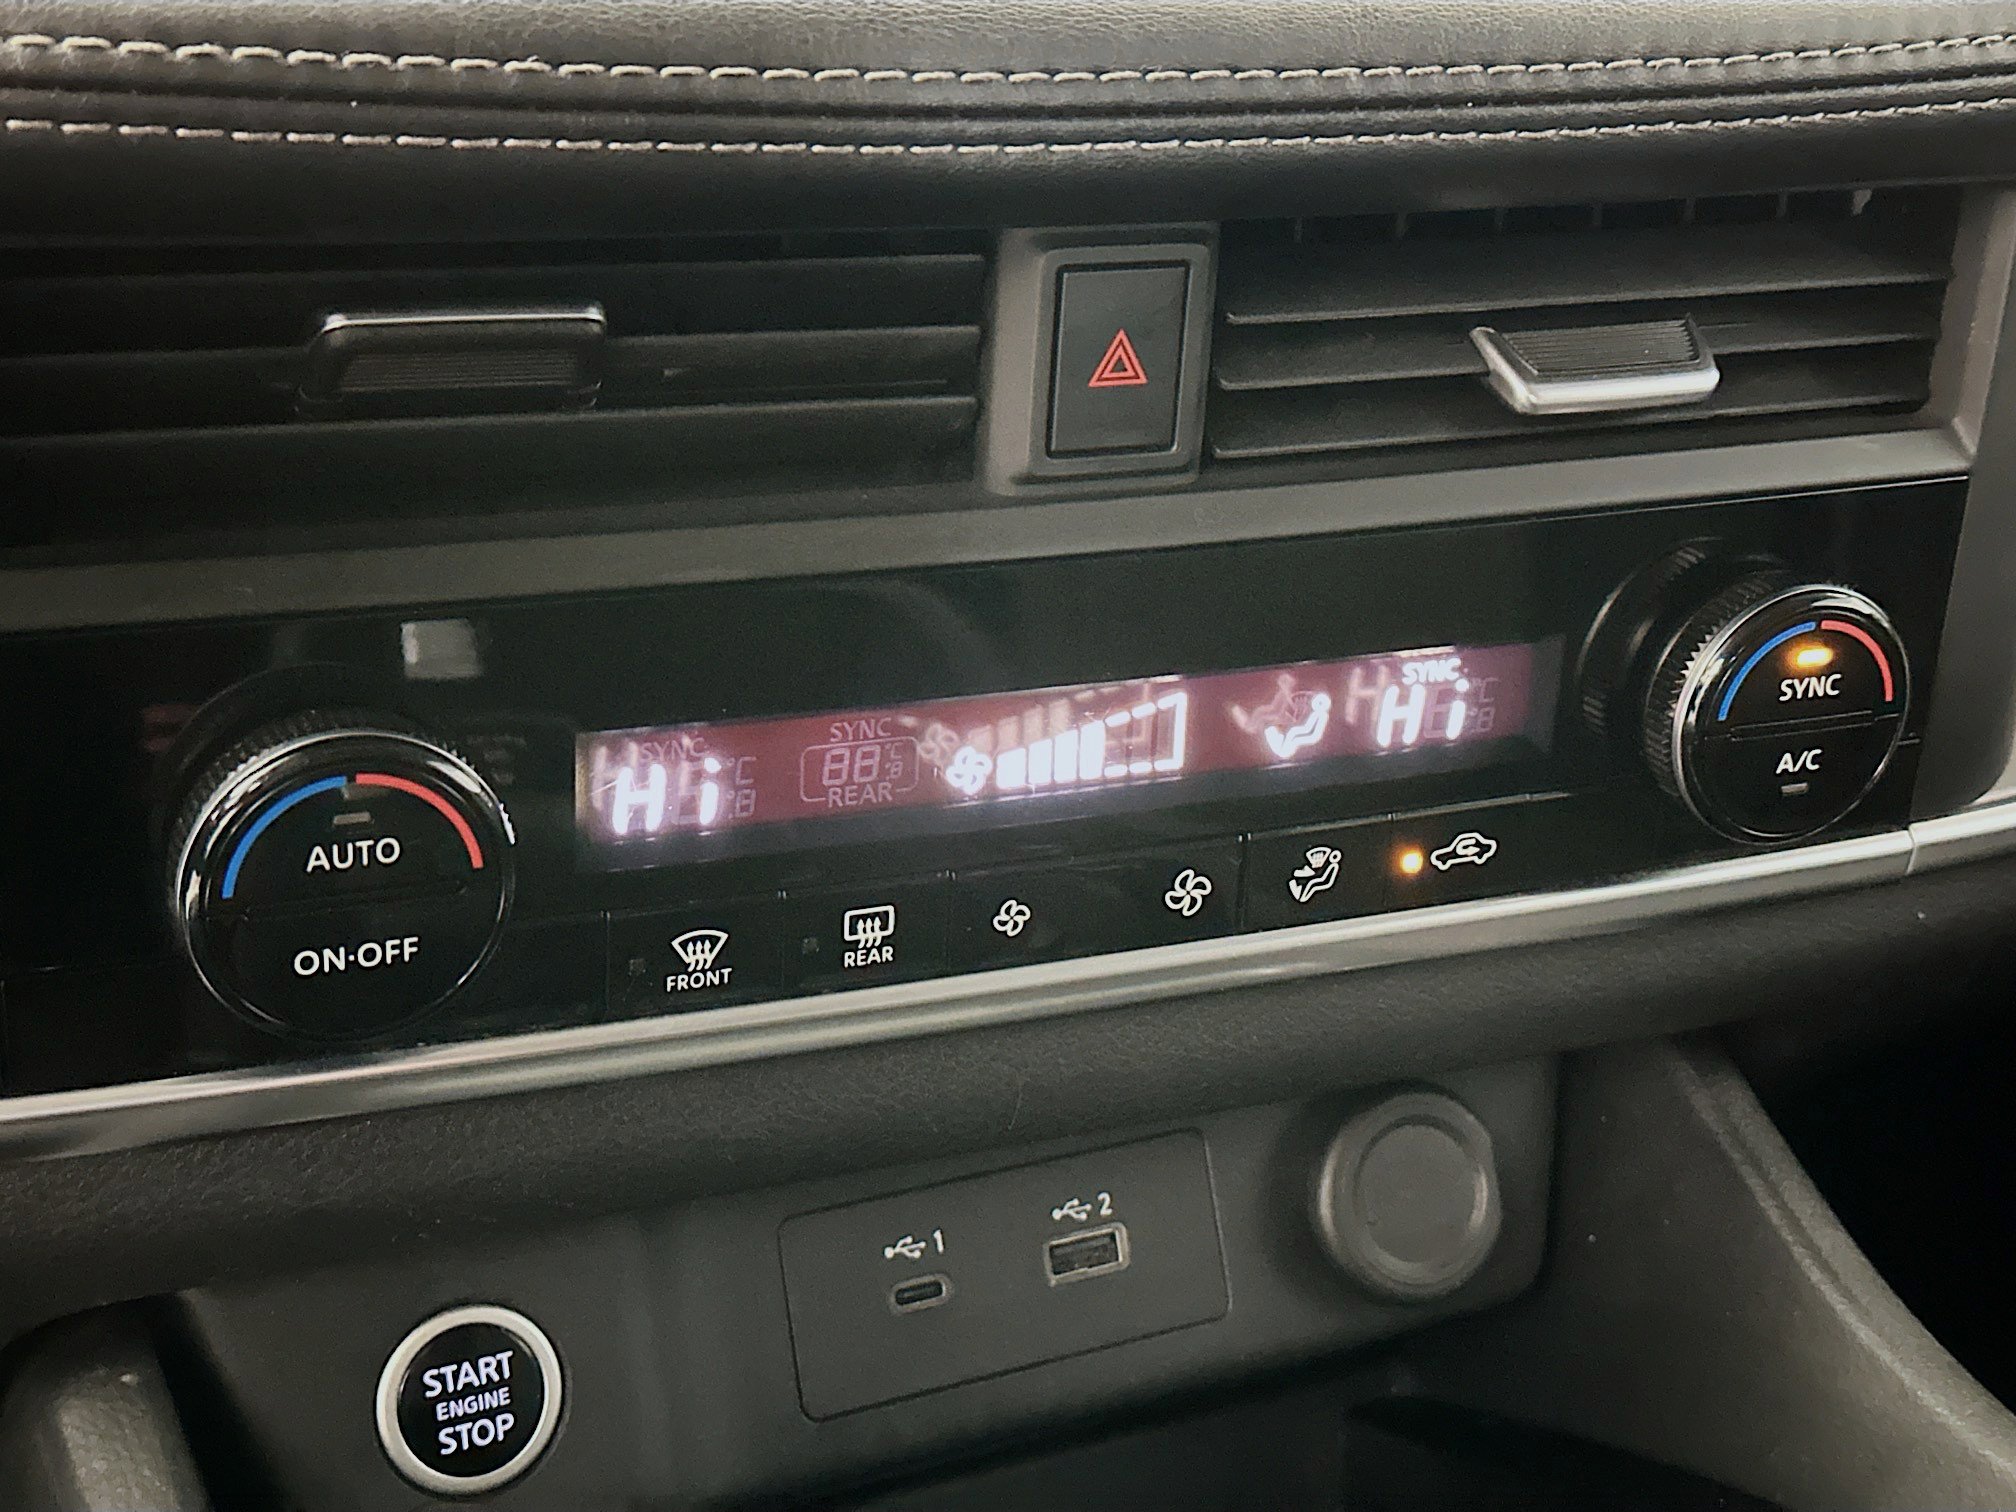 SYNC
Hi
SYNC
88
REAR
SYNC
Hi
AUTO
ON·OFF
SYNC
A/C
FRONT
REAR
1
2
START
ENGINE
STOP